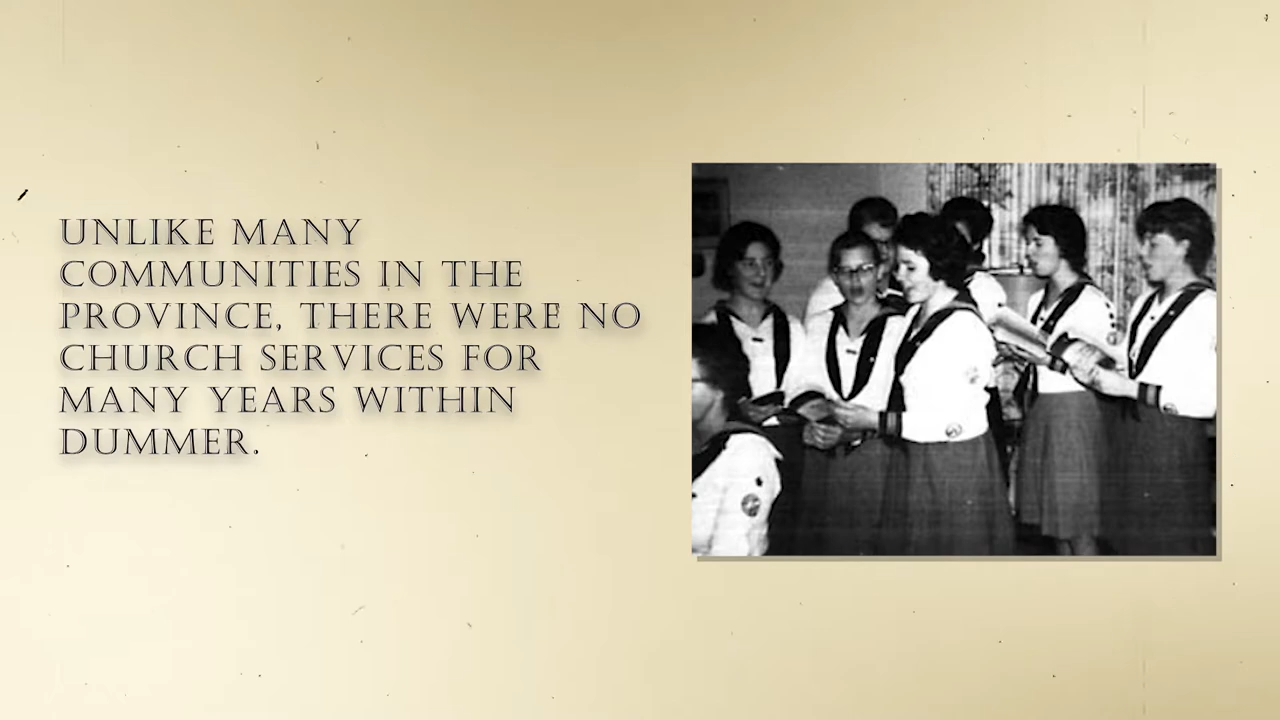 UNLIKE MANY
COMMUNITIES IN THE
PROVINCE, THERE WERE NO
CHURCH SERVICES FOR
MANY YEARS WITHIN
DUMMER.